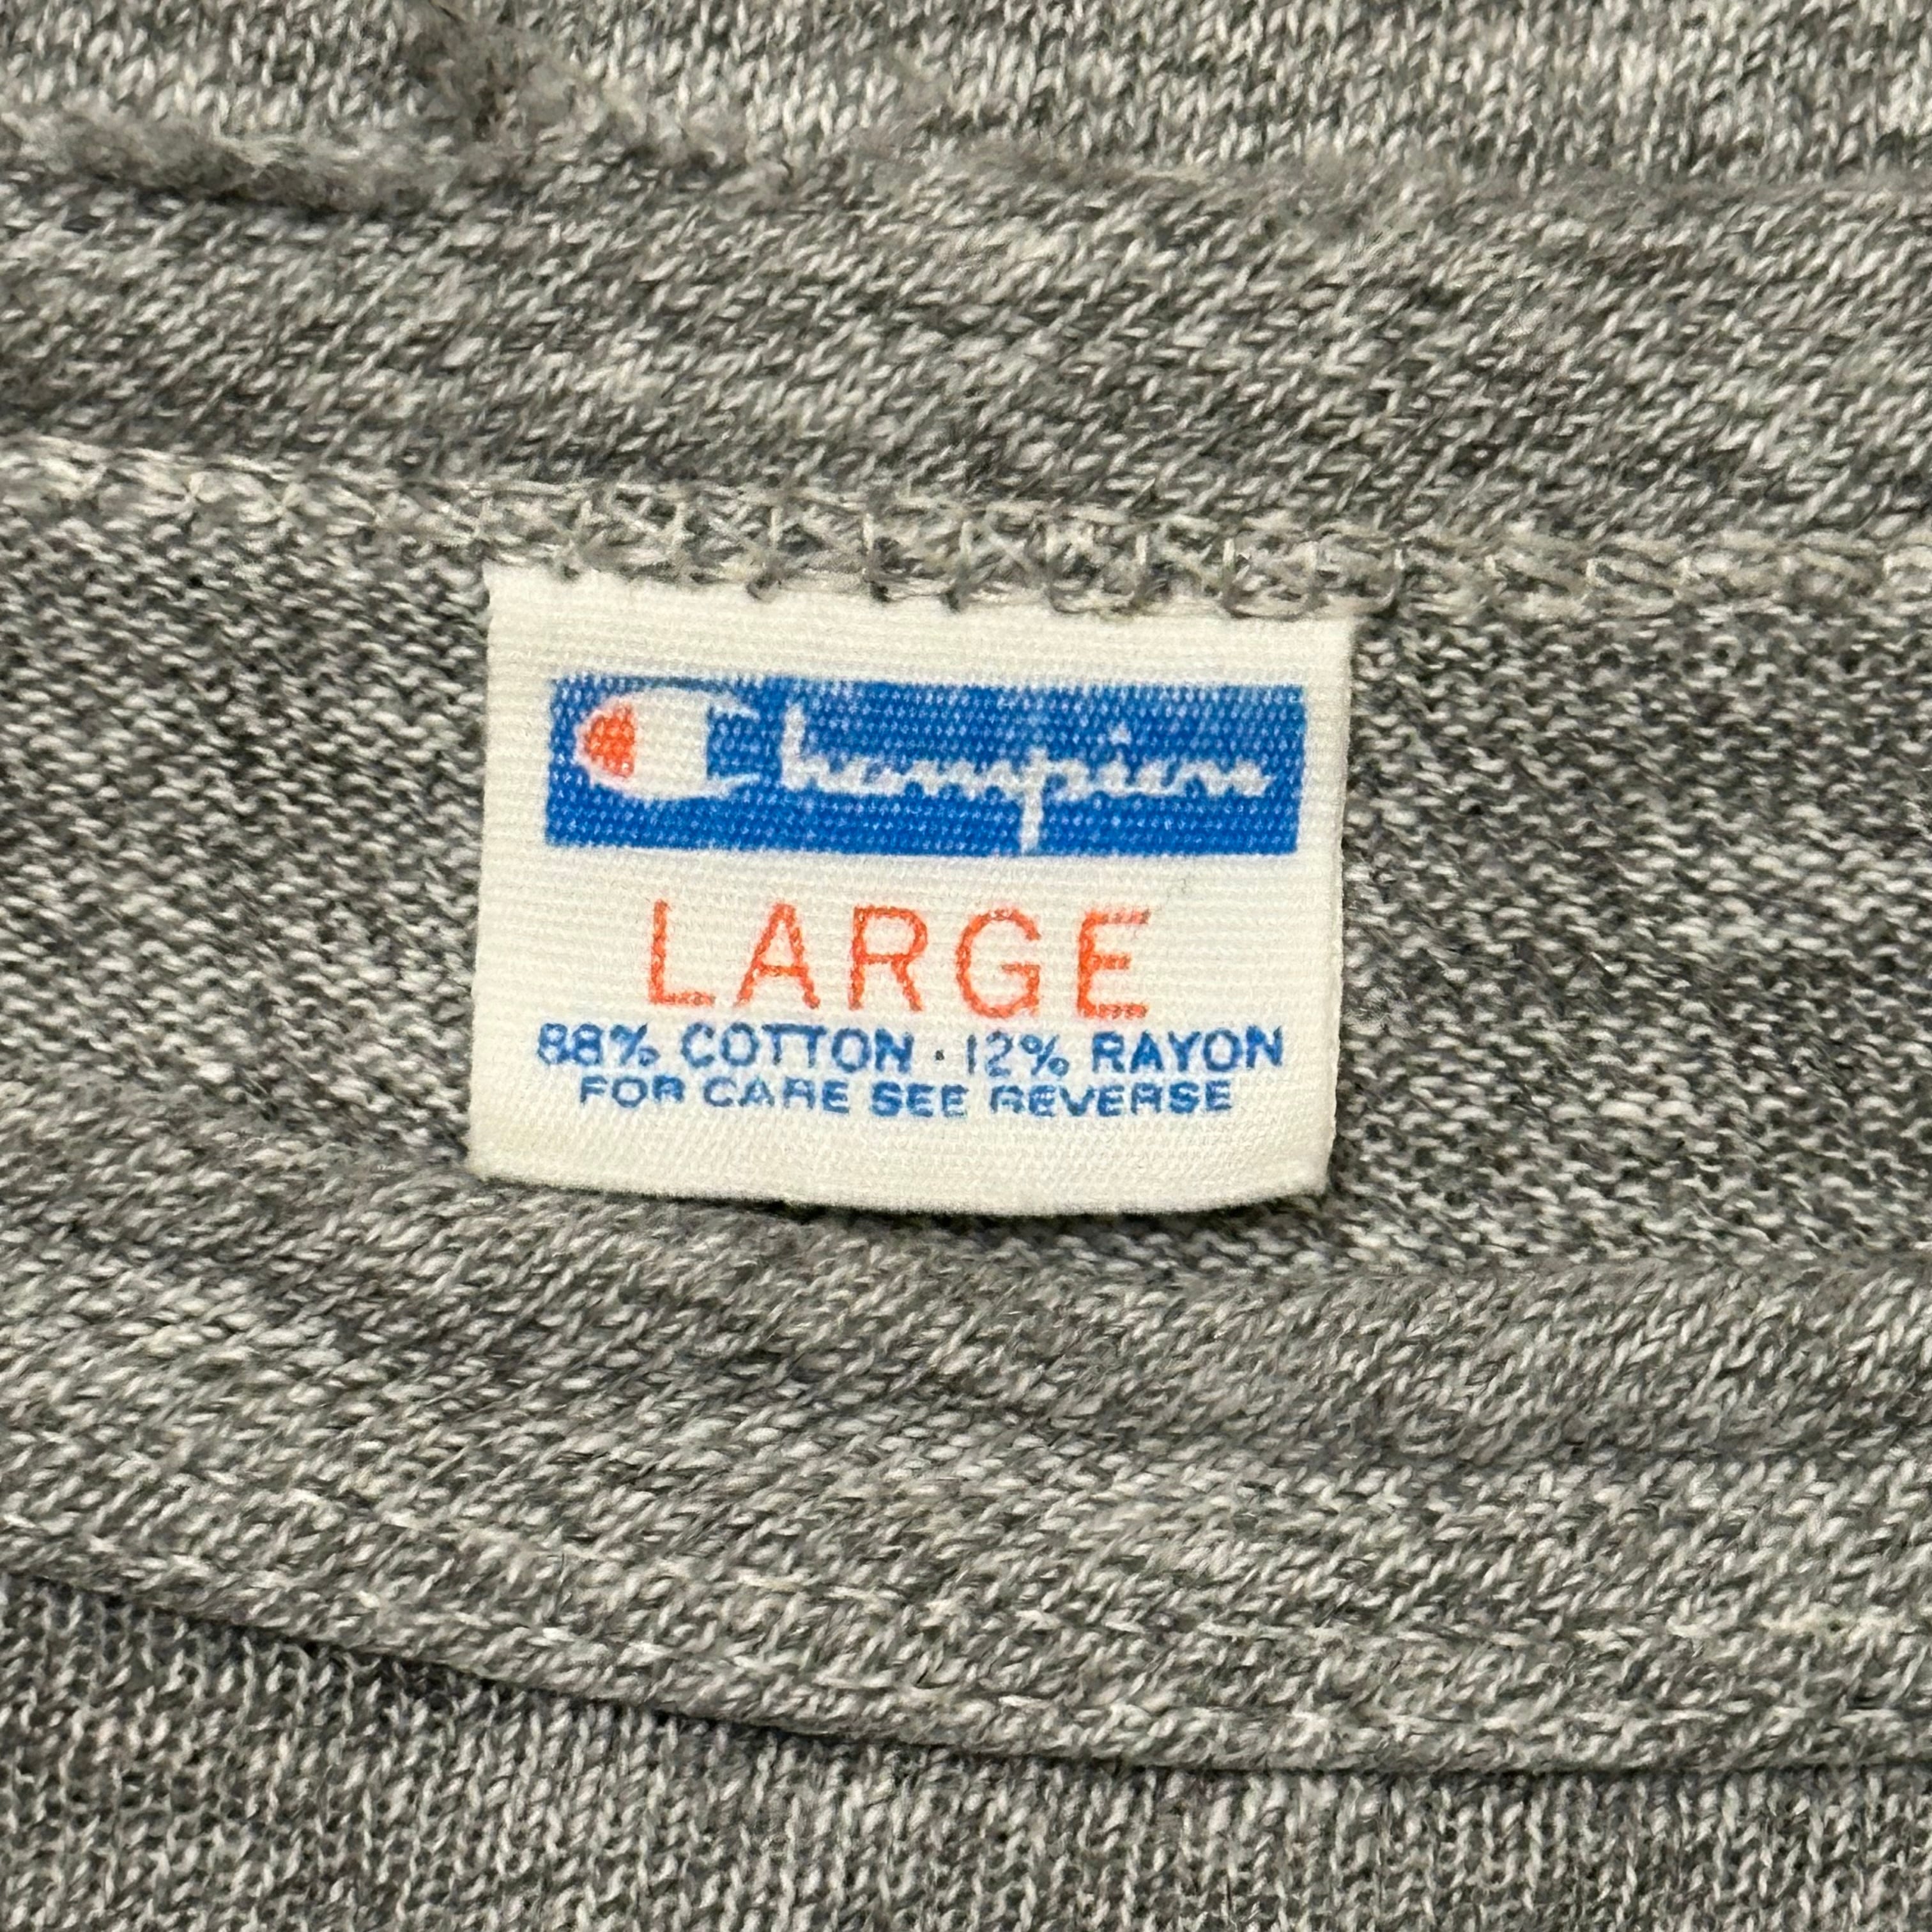 Champion
LARGE
88% COTTON · 12% RAYON
FOR CARE SEE REVERSE